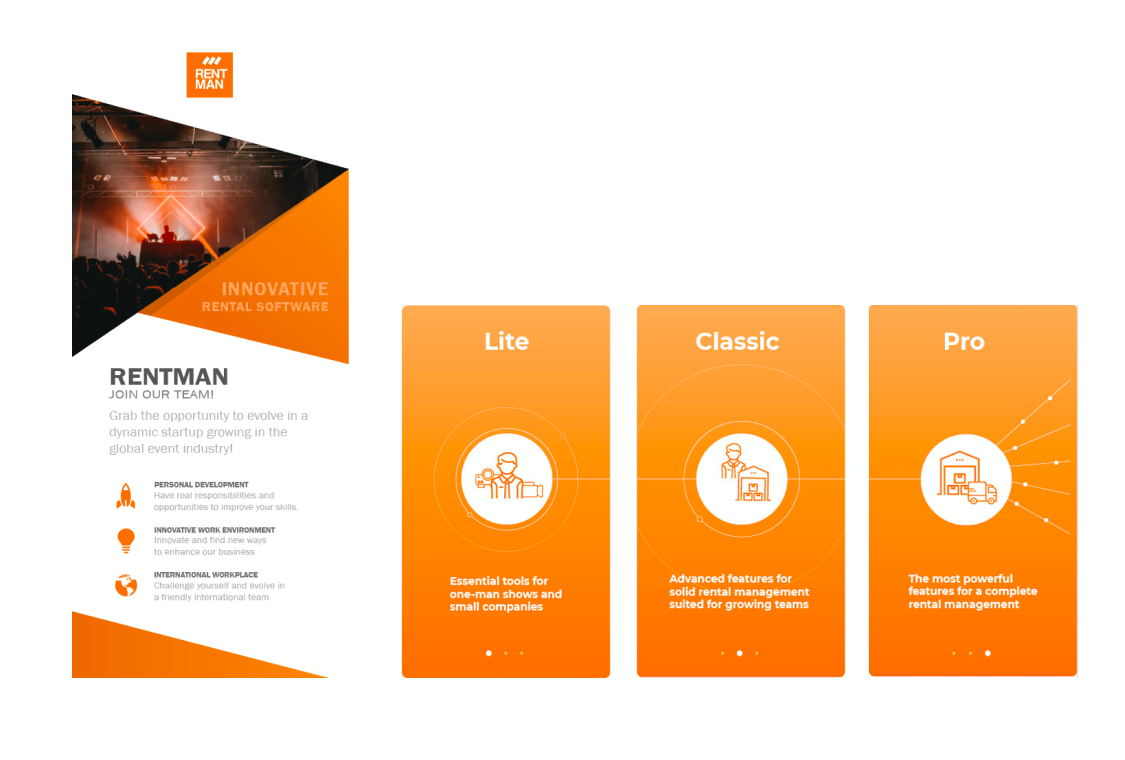 RENT
MAN
INNOVATIVE
RENTAL SOFTWARE
RENTMAN
JOIN OUR TEAM!
Grab the opportunity to evolve in a
dynamic startup growing in the
global event industry!
PERSONAL DEVELOPMENT
Have real responsibilities and
opportunities to improve your skills.
INNOVATIVE WORK ENVIRONMENT
Innovate and find new ways
to enhance our business
INTERNATIONAL WORKPLACE
Challenge yourself and evolve in
a friendly international team
Lite
Essential tools for
one-man shows and
small companies
Classic
Advanced features for
solid rental management
suited for growing teams
Pro
The most powerful
features for a complete
rental management